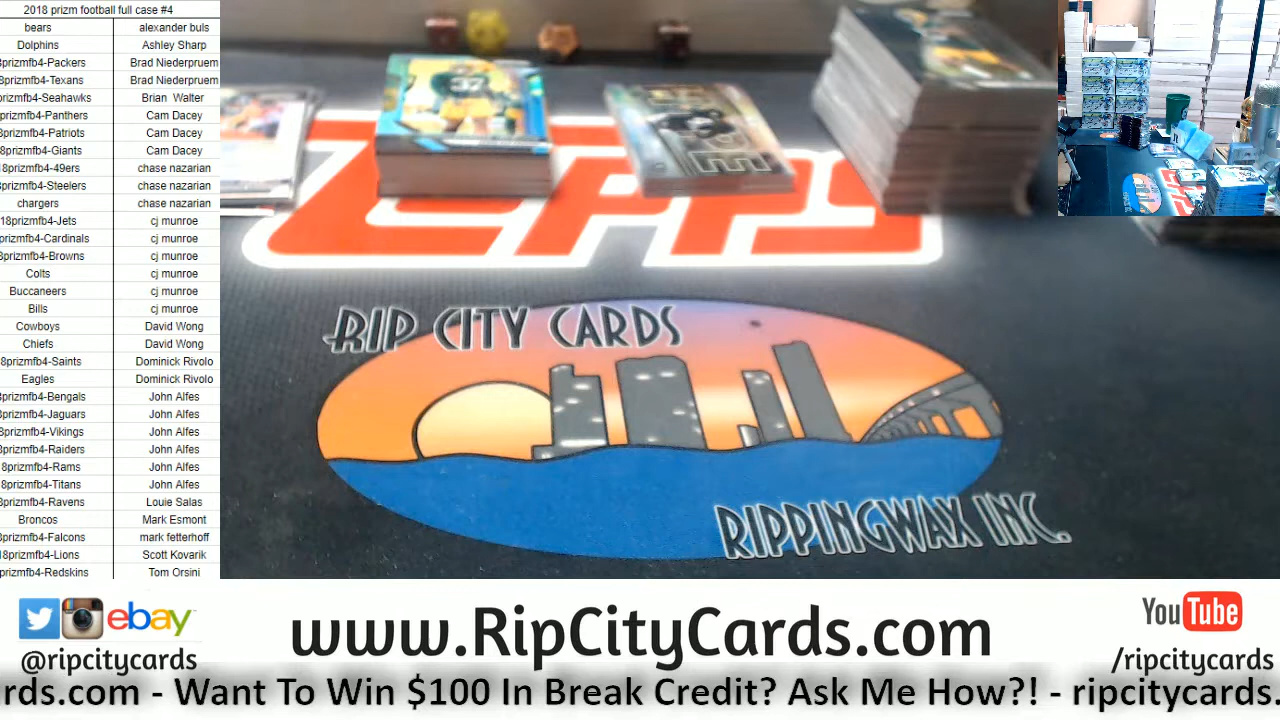 2018 prizm football full case #4
bears alexander buls
Dolphins Ashley Sharp
8prizmfb4-Packers Brad Niederpruem
8prizmfb4-Texans Brad Niederpruem
prizmfb4-Seahawks Brian Walter
8prizmfb4-Panthers Cam Dacey
8prizmfb4-Patriots Cam Dacey
18prizmfb4-Giants Cam Dacey
18prizmfb4-49ers chase nazarian
8prizmfb4-Steelers chase nazarian
chargers chase nazarian
18prizmfb4-Jets cj munroe
prizmfb4-Cardinals cj munroe
8prizmfb4-Browns cj munroe
Colts cj munroe
Buccaneers cj munroe
Bills cj munroe
Cowboys David Wong
Chiefs David Wong
8prizmfb4-Saints Dominick Rivolo
Eagles Dominick Rivolo
8prizmfb4-Bengals John Alfes
8prizmfb4-Jaguars John Alfes
8prizmfb4-Vikings John Alfes
8prizmfb4-Raiders John Alfes
18prizmfb4-Rams John Alfes
18prizmfb4-Titans John Alfes
8prizmfb4-Ravens Louie Salas
Broncos Mark Esmont
8prizmfb4-Falcons mark fetterhoff
18prizmfb4-Lions Scott Kovarik
prizmfb4-Redskins Tom Orsini
RIP CITY CARDS
RIPPINGWAX INC.
ebay
@ripcitycards
www.RipCityCards.com
YouTube
/ripcitycards
rds.com - Want To Win $100 In Break Credit? Ask Me How?! - ripcitycards.